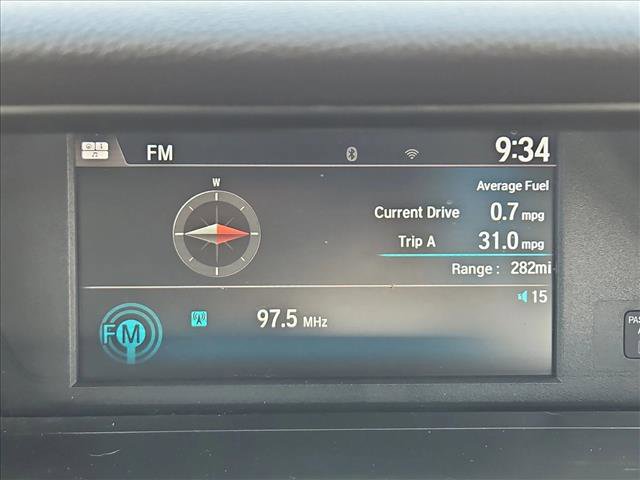 FM 9:34
W
Average Fuel
Current Drive 0.7 mpg
Trip A 31.0 mpg
Range : 282mi
15
FM 97.5 MHz
PAS